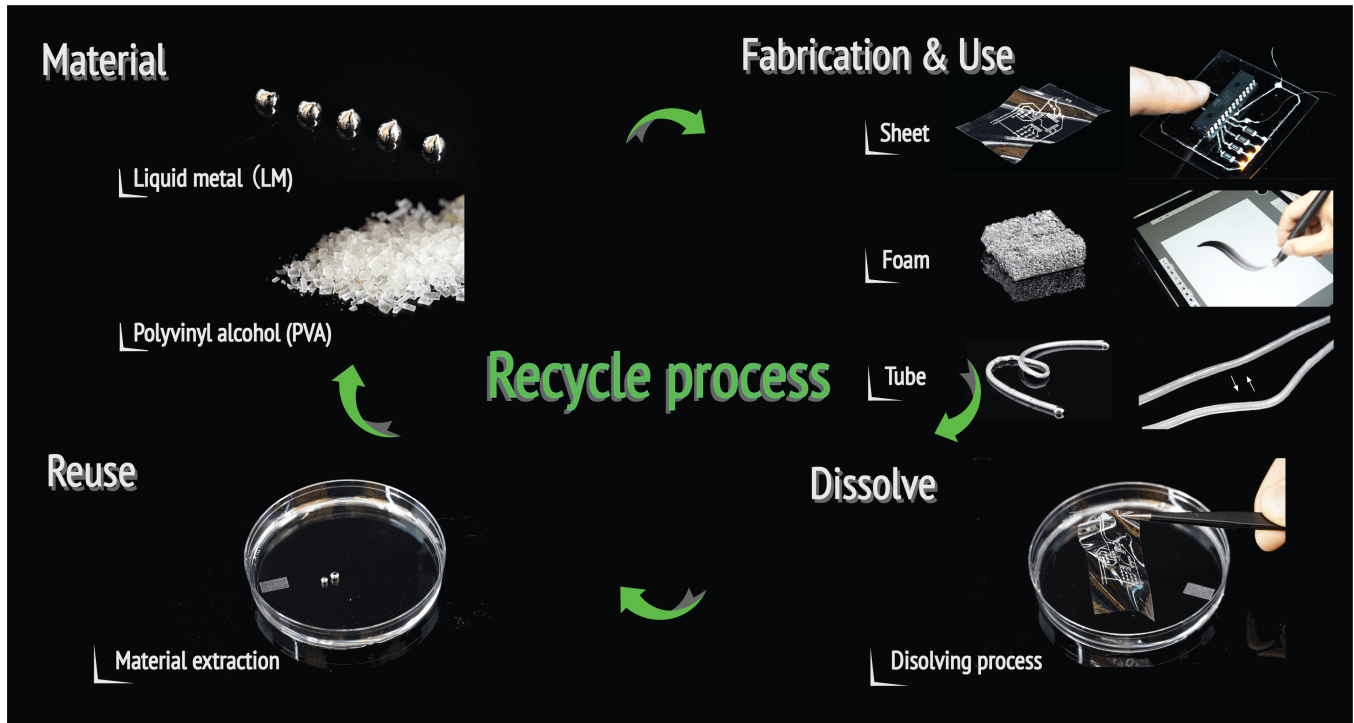 Material
Liquid metal（LM）
Polyvinyl alcohol (PVA)
Fabrication & Use
Sheet
Foam
Tube
Recycle process
Reuse
Material extraction
Dissolve
Disolving process